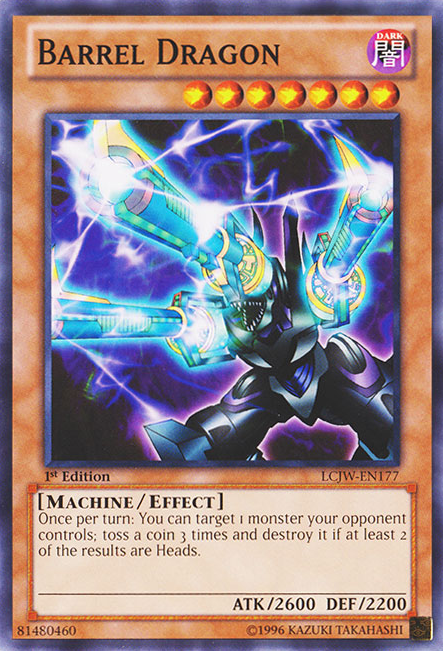 BARREL DRAGON
DARK
闇
1st Edition
LCJW-EN177
[MACHINE/EFFECT]
Once per turn: You can target 1 monster your opponent
controls; toss a coin 3 times and destroy it if at least 2
of the results are Heads.
ATK/2600 DEF/2200
81480460
©1996 KAZUKI TAKAHASHI